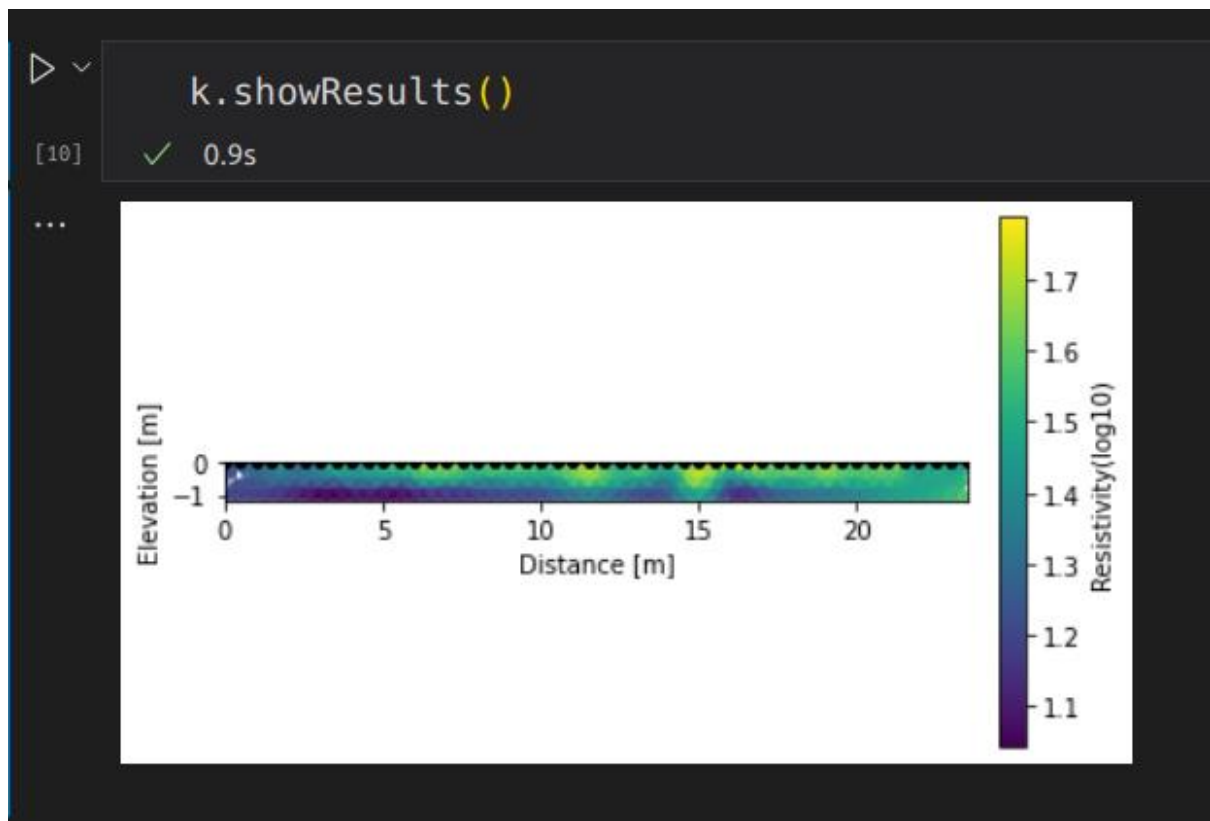 k.showResults()
[10]
0.9s
...
1.7
1.6
1.5
1.4
1.3
1.2
1.1
Resistivity(log10)
Elevation [m]
0
−1
0 5 10 15 20
Distance [m]